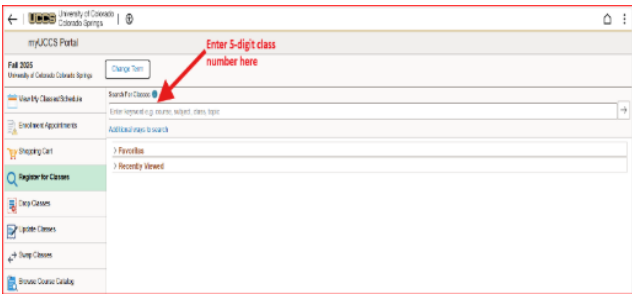 UCCS University of Colorado
Colorado Springs
myUCCS Portal
Enter 5-digit class
number here
Fall 2025
University of Colorado Colorado Springs
Change Term
View My Classes/Schedule
Search For Classes
Enter keyword e.g. course, subject, class, topic
Additional ways to search
Enrollment Appointments
Shopping Cart
> Favorites
> Recently Viewed
Register for Classes
Drop Classes
Update Classes
Swap Classes
Browse Course Catalog